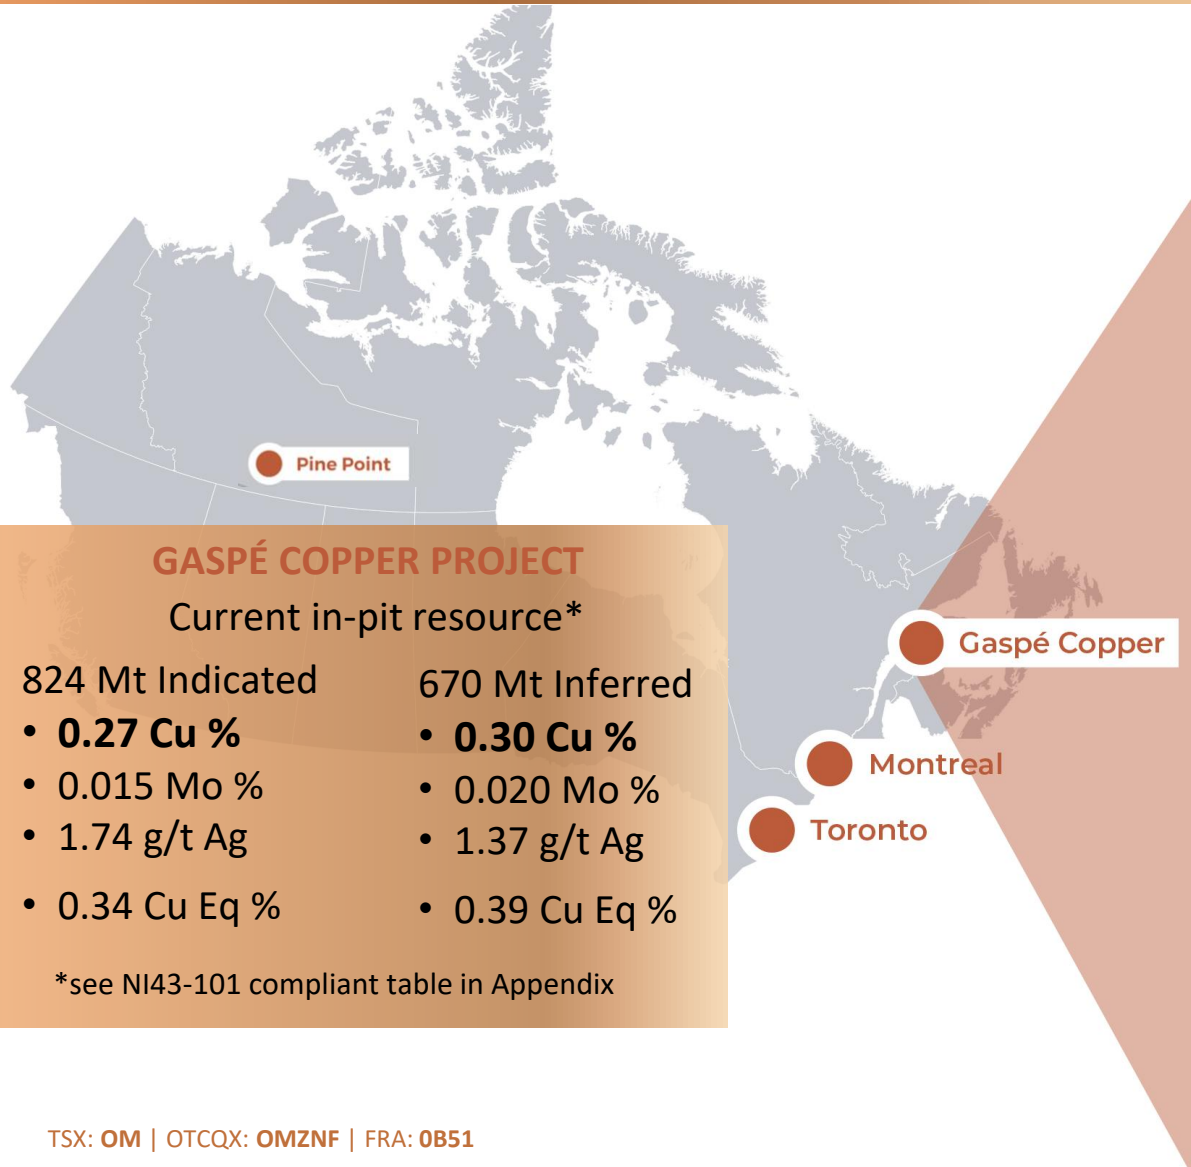 Pine Point
GASPÉ COPPER PROJECT
Current in-pit resource*
824 Mt Indicated
• 0.27 Cu %
• 0.015 Mo %
• 1.74 g/t Ag
• 0.34 Cu Eq %
670 Mt Inferred
• 0.30 Cu %
• 0.020 Mo %
• 1.37 g/t Ag
• 0.39 Cu Eq %
*see NI43-101 compliant table in Appendix
Gaspé Copper
Montreal
Toronto
TSX: OM | OTCQX: OMZNF | FRA: 0B51